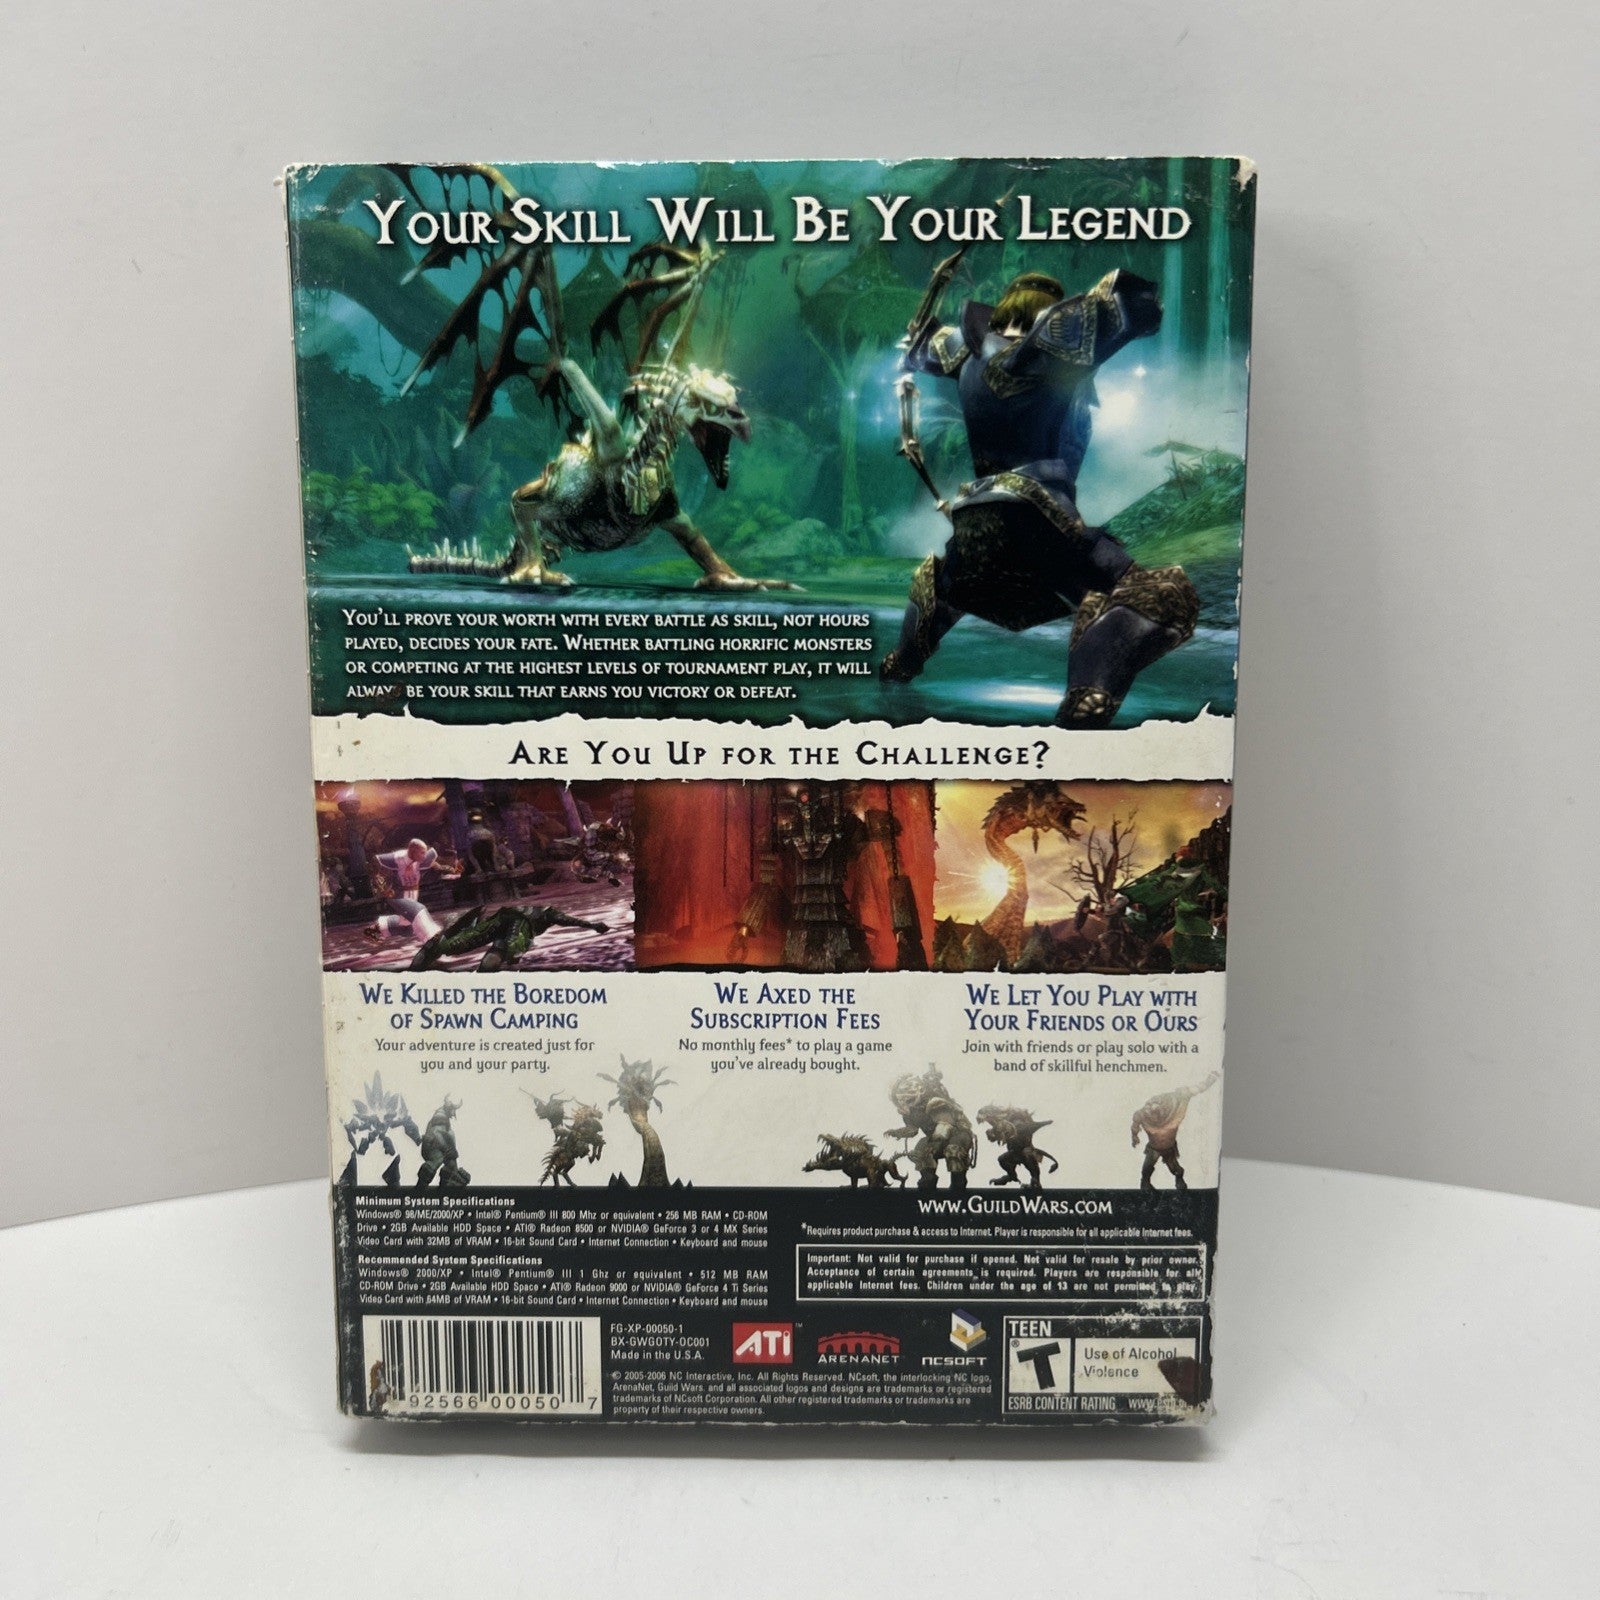 YOUR SKILL WILL BE YOUR LEGEND
YOU'LL PROVE YOUR WORTH WITH EVERY BATTLE AS SKILL, NOT HOURS
PLAYED, DECIDES YOUR FATE. WHETHER BATTLING HORRIFIC MONSTERS
OR COMPETING AT THE HIGHEST LEVELS OF TOURNAMENT PLAY, IT WILL
ALWAYS BE YOUR SKILL THAT EARNS YOU VICTORY OR DEFEAT.
ARE YOU UP FOR THE CHALLENGE?
WE KILLED THE BOREDOM
OF SPAWN CAMPING
Your adventure is created just for
you and your party.
WE AXED THE
SUBSCRIPTION FEES
No monthly fees* to play a game
you've already bought.
WE LET YOU PLAY WITH
YOUR FRIENDS OR OURS
Join with friends or play solo with a
band of skillful henchmen.
Minimum System Specifications
Windows® 98/ME/2000/XP • Intel® Pentium® III 800 Mhz or equivalent • 256 MB RAM • CD-ROM
Drive • 2GB Available HDD Space • ATI® Radeon 8500 or NVIDIA® GeForce 3 or 4 MX Series
Video Card with 32MB of VRAM • 16-bit Sound Card • Internet Connection • Keyboard and mouse
Recommended System Specifications
Windows® 2000/XP • Intel® Pentium® III 1 Ghz or equivalent • 512 MB RAM
CD-ROM Drive • 2GB Available HDD Space • ATI® Radeon 9000 or NVIDIA® GeForce 4 Ti Series
Video Card with 64MB of VRAM • 16-bit Sound Card • Internet Connection • Keyboard and mouse
WWW.GUILDWARS.COM
*Requires product purchase & access to Internet. Player is responsible for all applicable Internet fees.
Important: Not valid for purchase if opened. Not valid for resale by prior owner.
Acceptance of certain agreements is required. Players are responsible for all
applicable Internet fees. Children under the age of 13 are not permitted to play.
92566 00050 7
FG-XP-00050-1
BX-GWGOTY-OC001
Made in the U.S.A.
ATI™
ARENANET
NCSOFT
© 2005-2006 NC Interactive, Inc. All Rights Reserved. NCsoft, the interlocking NC logo,
ArenaNet, Guild Wars, and all associated logos and designs are trademarks or registered
trademarks of NCsoft Corporation. All other registered trademarks or trademarks are
property of their respective owners.
TEEN
T®
Use of Alcohol
Violence
ESRB CONTENT RATING